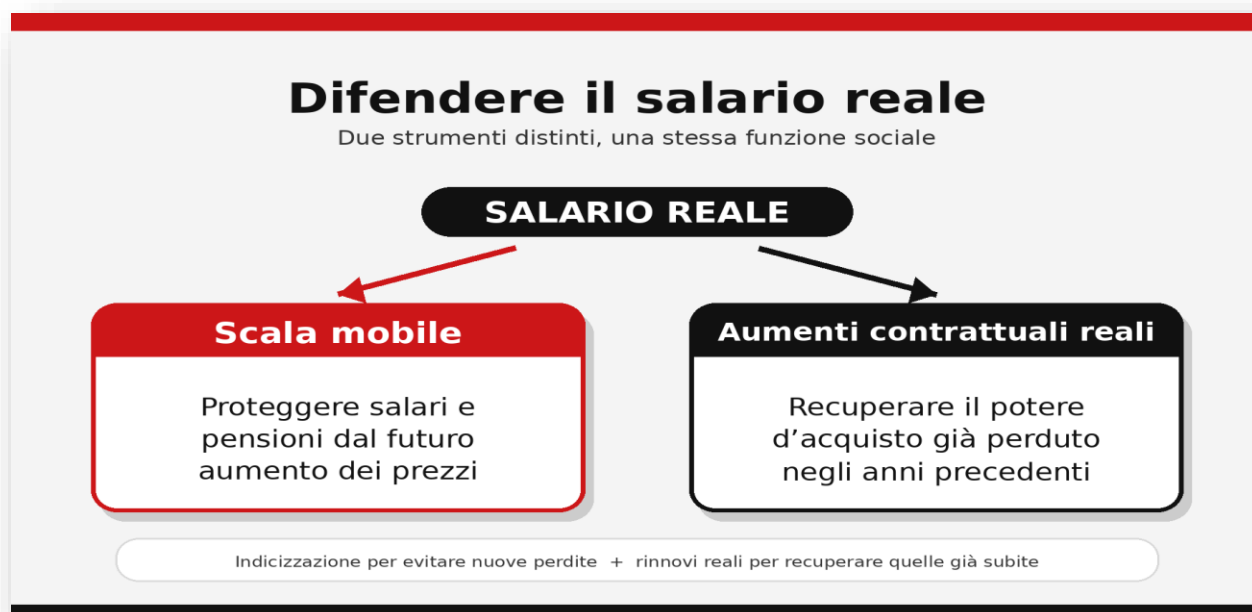 Difendere il salario reale
Due strumenti distinti, una stessa funzione sociale
SALARIO REALE
Scala mobile
Proteggere salari e
pensioni dal futuro
aumento dei prezzi
Aumenti contrattuali reali
Recuperare il potere
d’acquisto già perduto
negli anni precedenti
Indicizzazione per evitare nuove perdite + rinnovi reali per recuperare quelle già subite